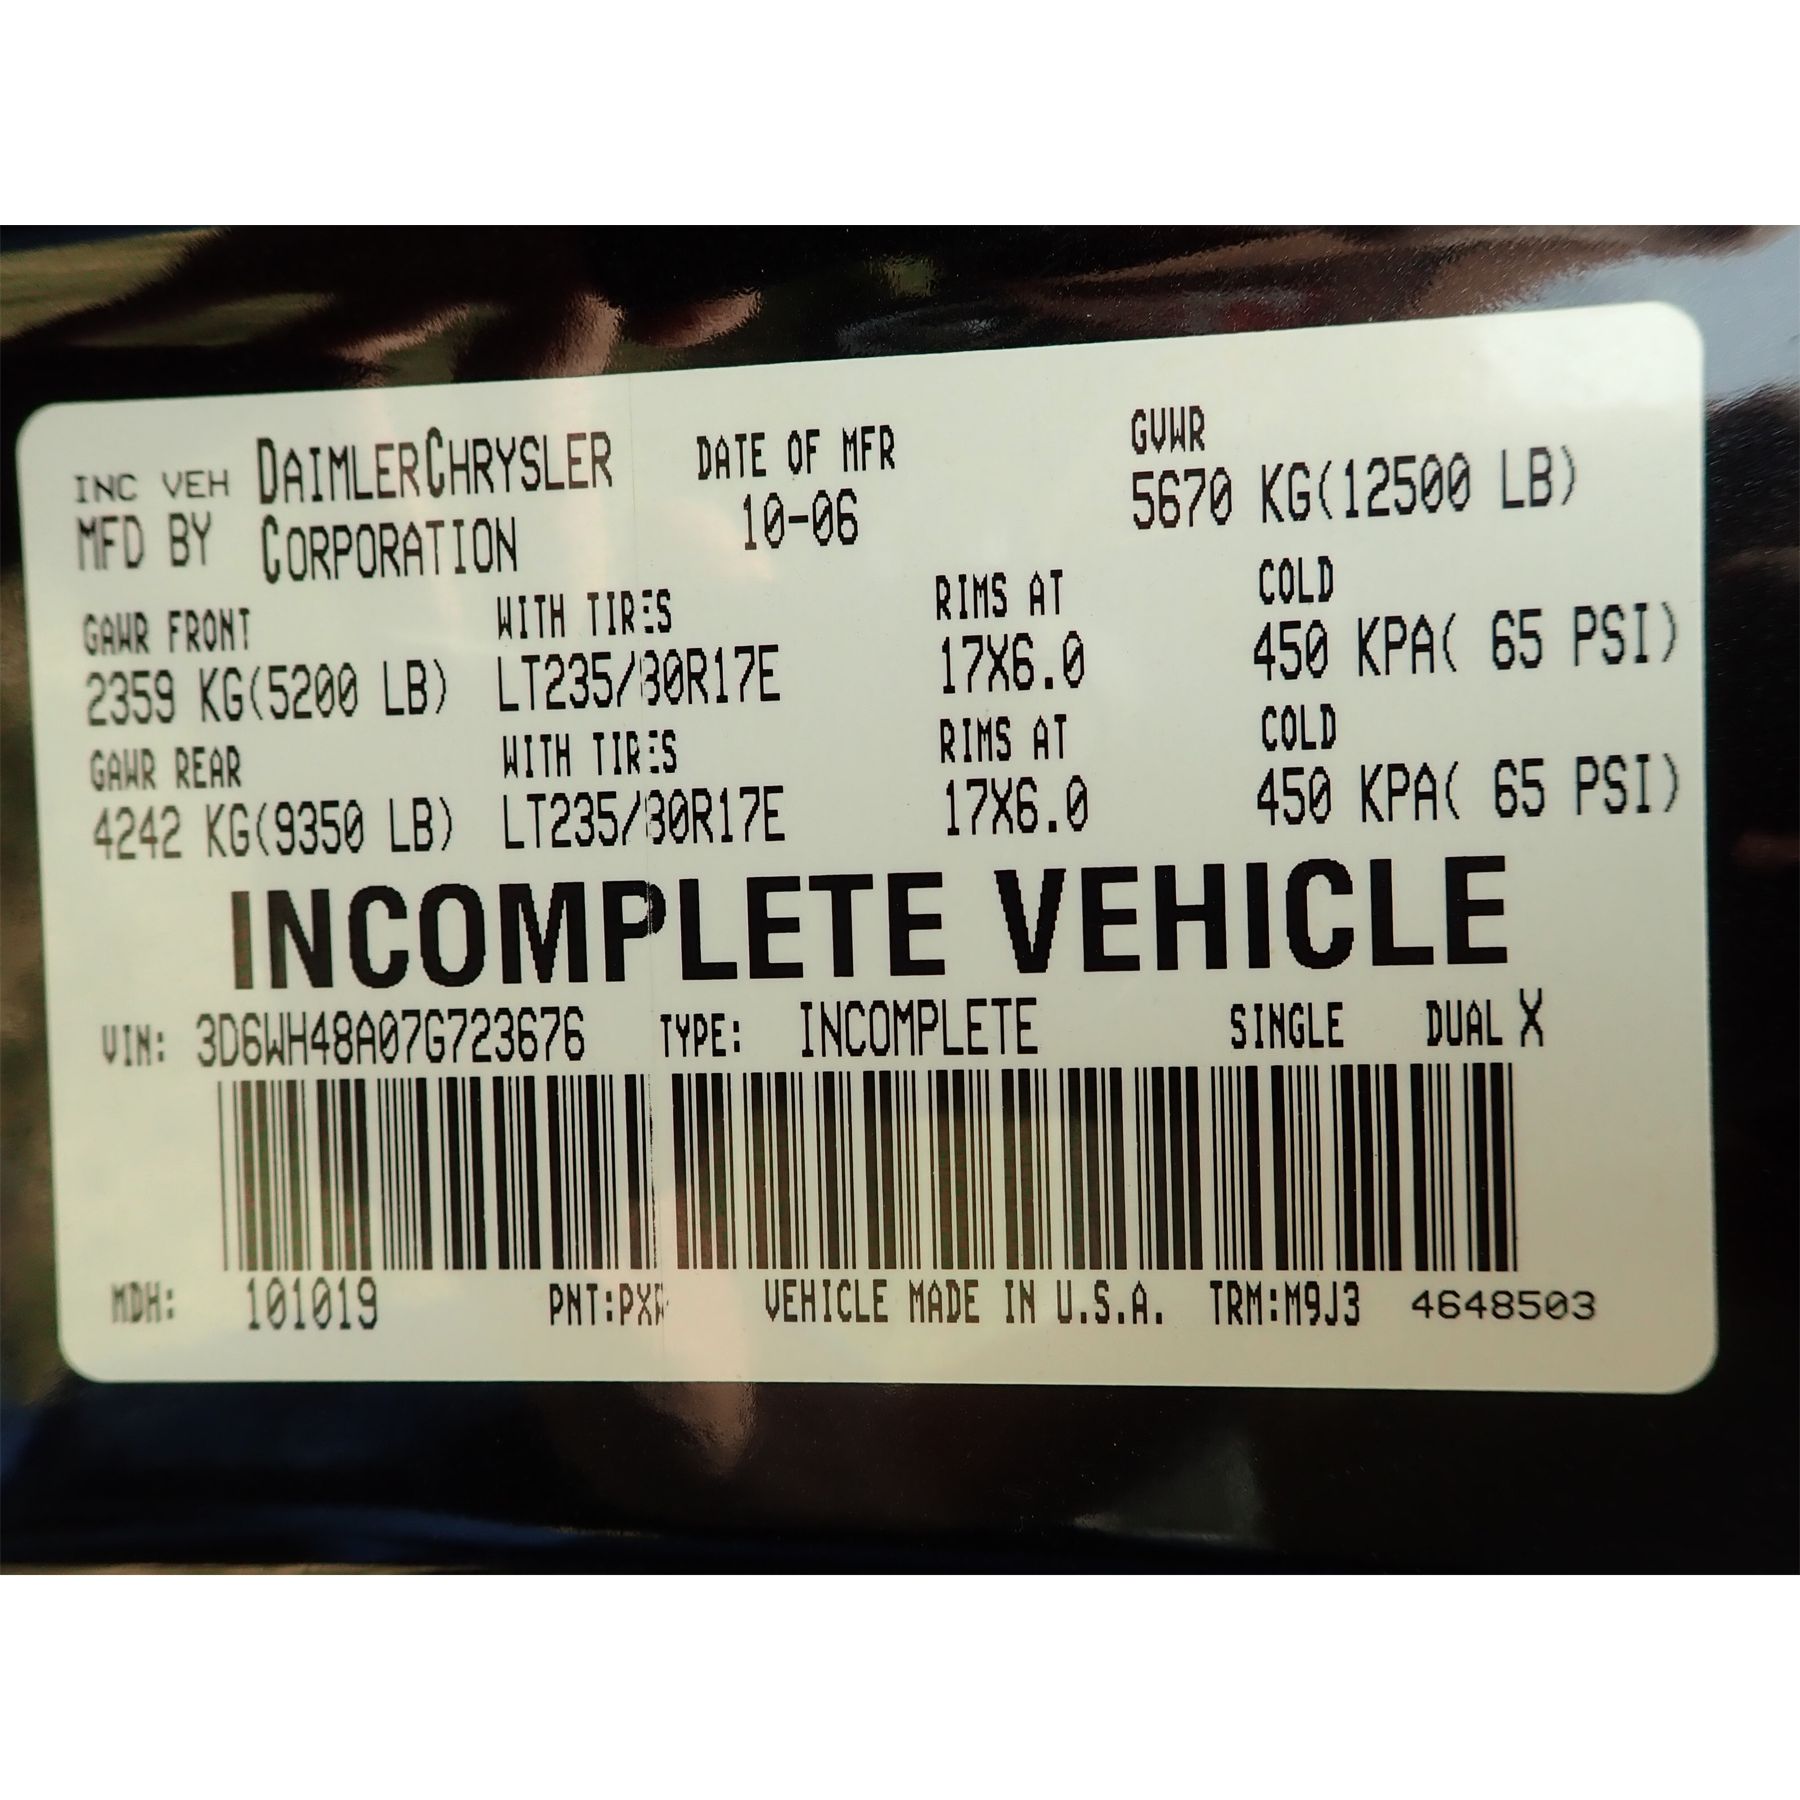 INC VEH DAIMLERCHRYSLER DATE OF MFR GVWR
MFD BY CORPORATION 10-06 5670 KG(12500 LB)
GAWR FRONT WITH TIRES RIMS AT COLD
2359 KG(5200 LB) LT235/80R17E 17X6.0 450 KPA( 65 PSI)
GAWR REAR WITH TIRES RIMS AT COLD
4242 KG(9350 LB) LT235/80R17E 17X6.0 450 KPA( 65 PSI)
INCOMPLETE VEHICLE
VIN: 3D6WH48A07G723676 TYPE: INCOMPLETE SINGLE DUAL X
MDH: 101019 PNT:PXR VEHICLE MADE IN U.S.A. TRM:M9J3 4648503